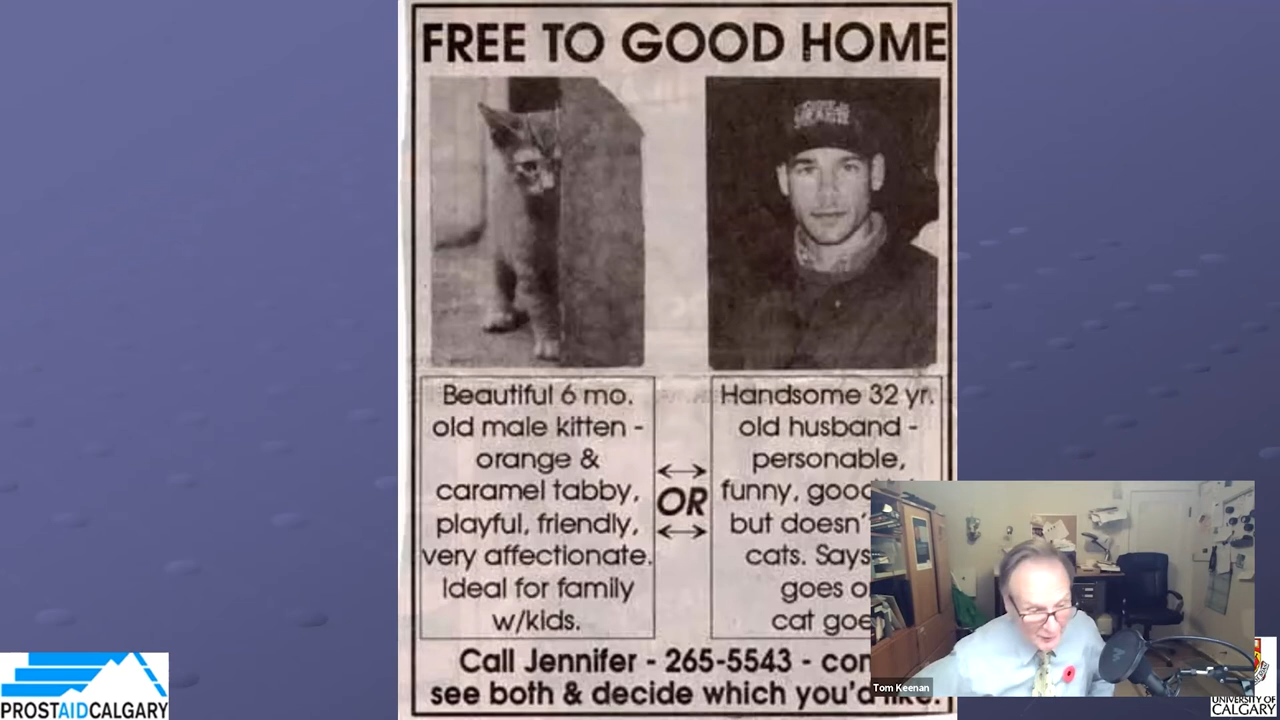 FREE TO GOOD HOME
Beautiful 6 mo.
old male kitten -
orange &
caramel tabby,
playful, friendly,
very affectionate.
Ideal for family
w/kids.
OR
Handsome 32 yr.
old husband -
personable,
funny, good
but doesn'
cats. Says
goes o
cat goe
Call Jennifer - 265-5543 - co
see both & decide which you'd like.
Tom Keenan
PROSTAIDCALGARY
UNIVERSITY OF
CALGARY